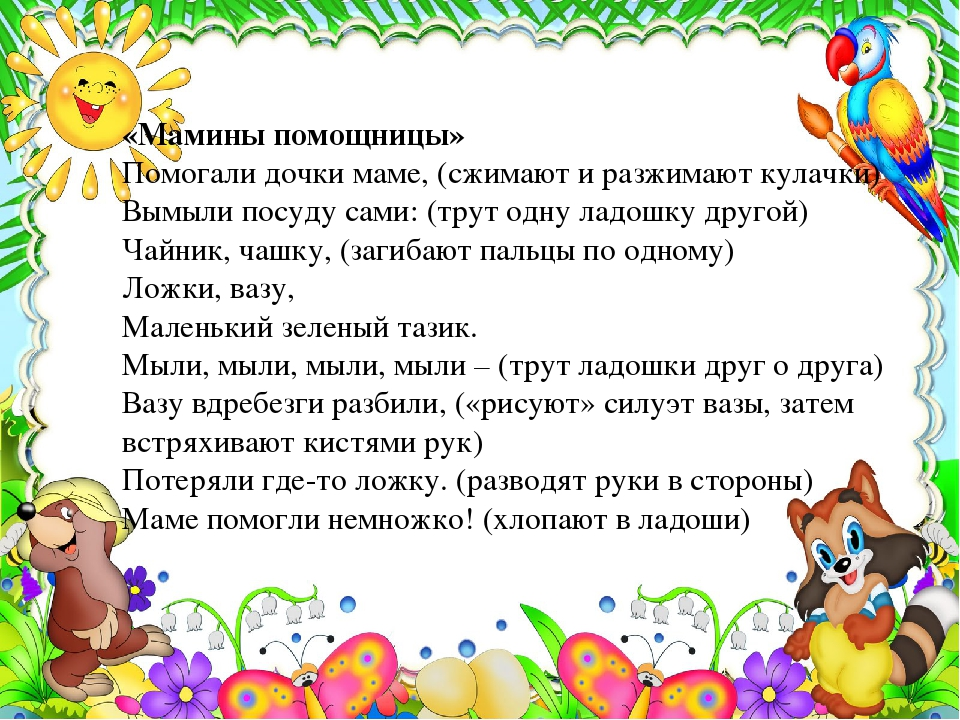 «Мамины помощницы»
Помогали дочки маме, (сжимают и разжимают кулачки)
Вымыли посуду сами: (трут одну ладошку другой)
Чайник, чашку, (загибают пальцы по одному)
Ложки, вазу,
Маленький зеленый тазик.
Мыли, мыли, мыли, мыли – (трут ладошки друг о друга)
Вазу вдребезги разбили, («рисуют» силуэт вазы, затем
встряхивают кистями рук)
Потеряли где-то ложку. (разводят руки в стороны)
Маме помогли немножко! (хлопают в ладоши)